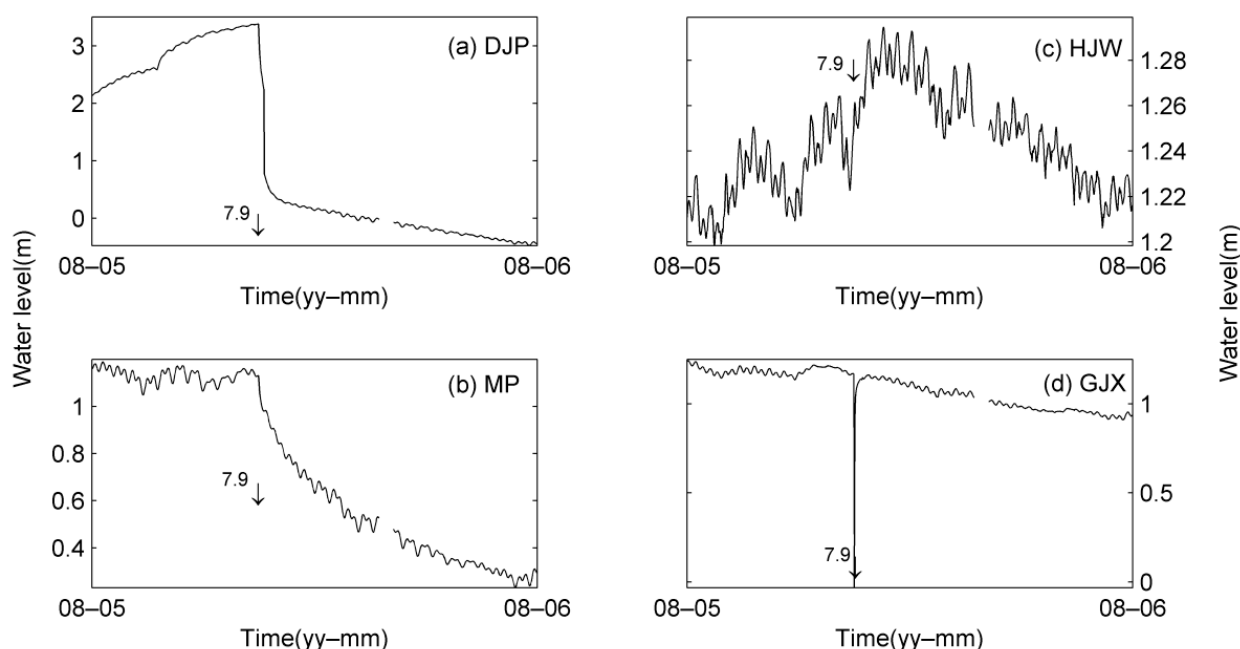 (a) DJP
3
2
1
0
7.9
08–05
08–06
Time(yy–mm)
Water level(m)
(c) HJW
7.9
1.28
1.26
1.24
1.22
1.2
08–05
08–06
Time(yy–mm)
Water level(m)
(b) MP
1
0.8
0.6
0.4
7.9
08–05
08–06
Time(yy–mm)
(d) GJX
1
0.5
0
7.9
08–05
08–06
Time(yy–mm)